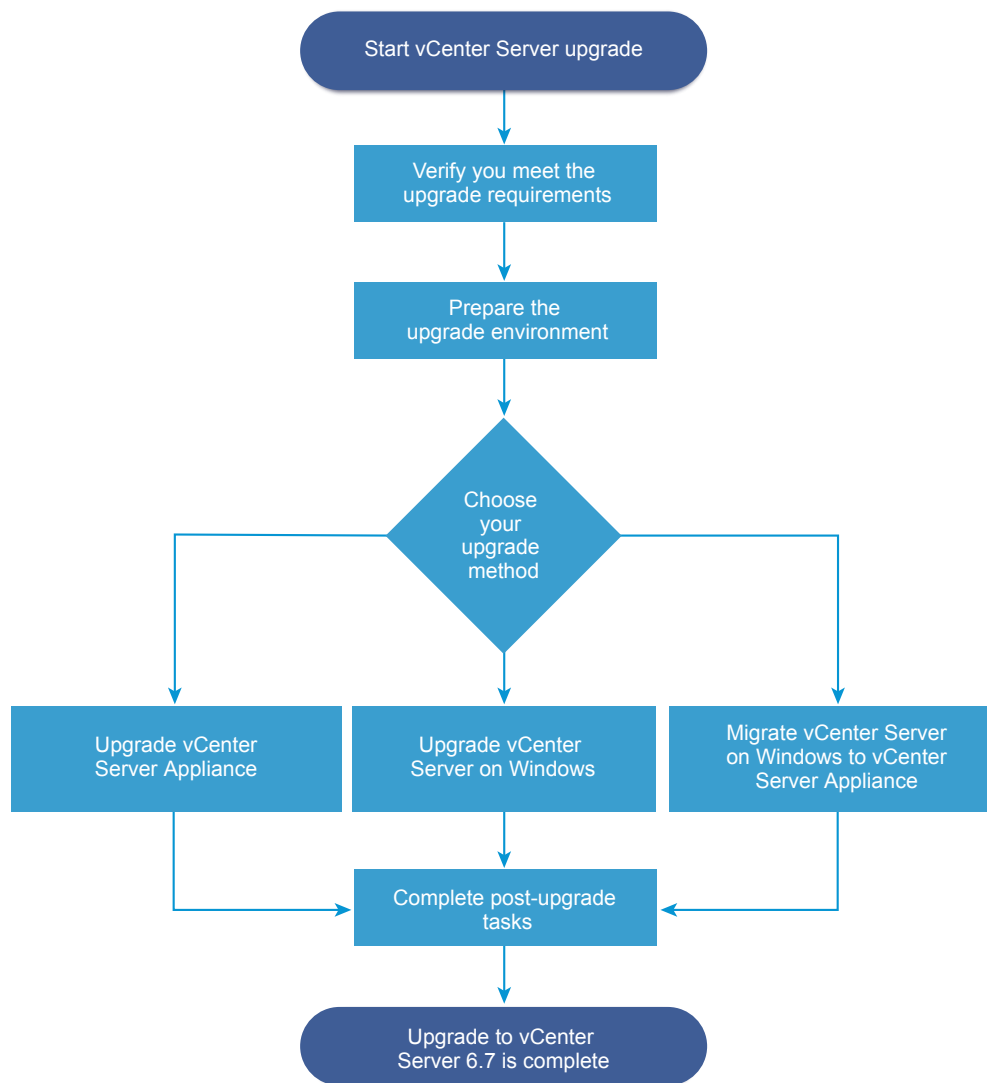 Start vCenter Server upgrade
Verify you meet the
upgrade requirements
Prepare the
upgrade environment
Choose
your
upgrade
method
Upgrade vCenter
Server Appliance
Upgrade vCenter
Server on Windows
Migrate vCenter Server
on Windows to vCenter
Server Appliance
Complete post-upgrade
tasks
Upgrade to vCenter
Server 6.7 is complete